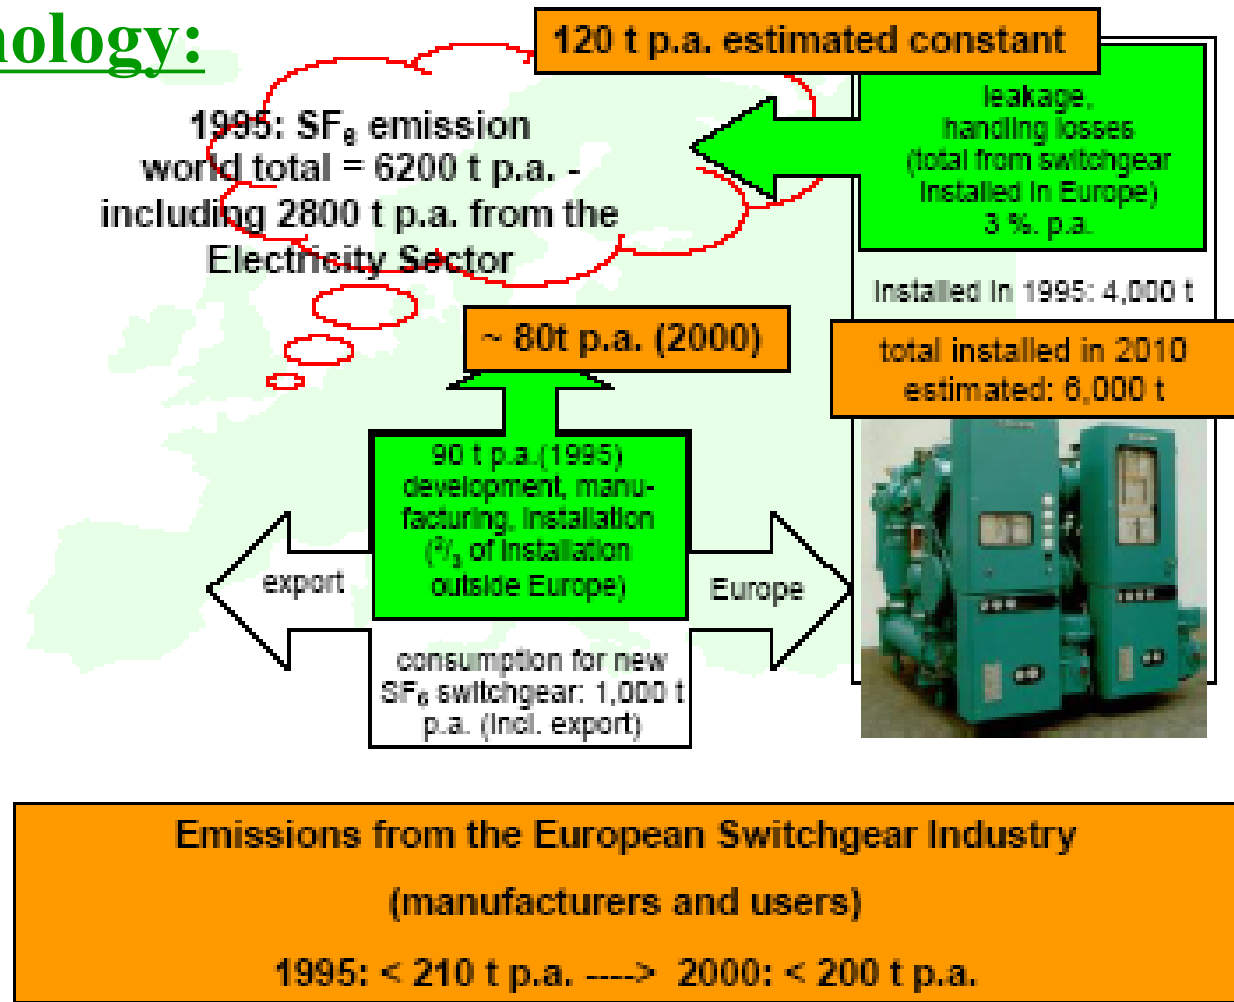 nology:
120 t p.a. estimated constant
1995: SF₆ emission
world total = 6200 t p.a. -
including 2800 t p.a. from the
Electricity Sector
leakage,
handling losses
(total from switchgear
installed in Europe)
3 %. p.a.
installed in 1995: 4,000 t
~ 80t p.a. (2000)
total installed in 2010
estimated: 6,000 t
90 t p.a.(1995)
development, manu-
facturing, installation
(²/₃ of installation
outside Europe)
export
Europe
consumption for new
SF₆ switchgear: 1,000 t
p.a. (incl. export)
Emissions from the European Switchgear Industry
(manufacturers and users)
1995: < 210 t p.a. ----> 2000: < 200 t p.a.